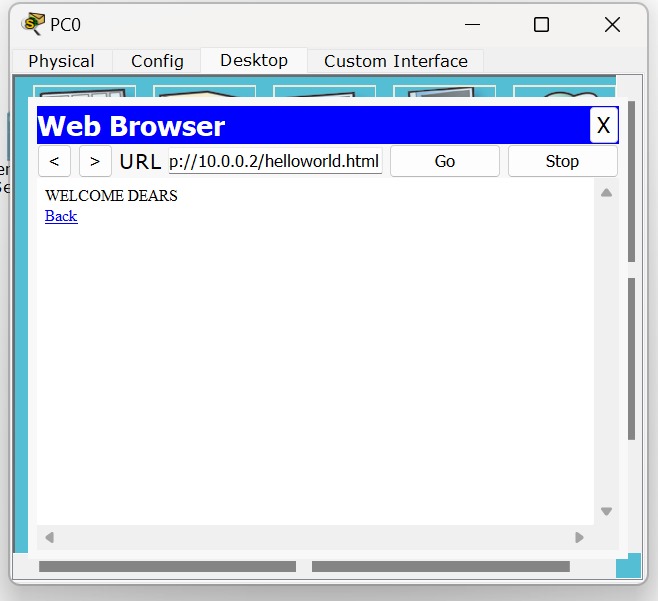 PC0
Physical Config Desktop Custom Interface
Web Browser X
< > URL p://10.0.0.2/helloworld.html Go Stop
WELCOME DEARS
Back